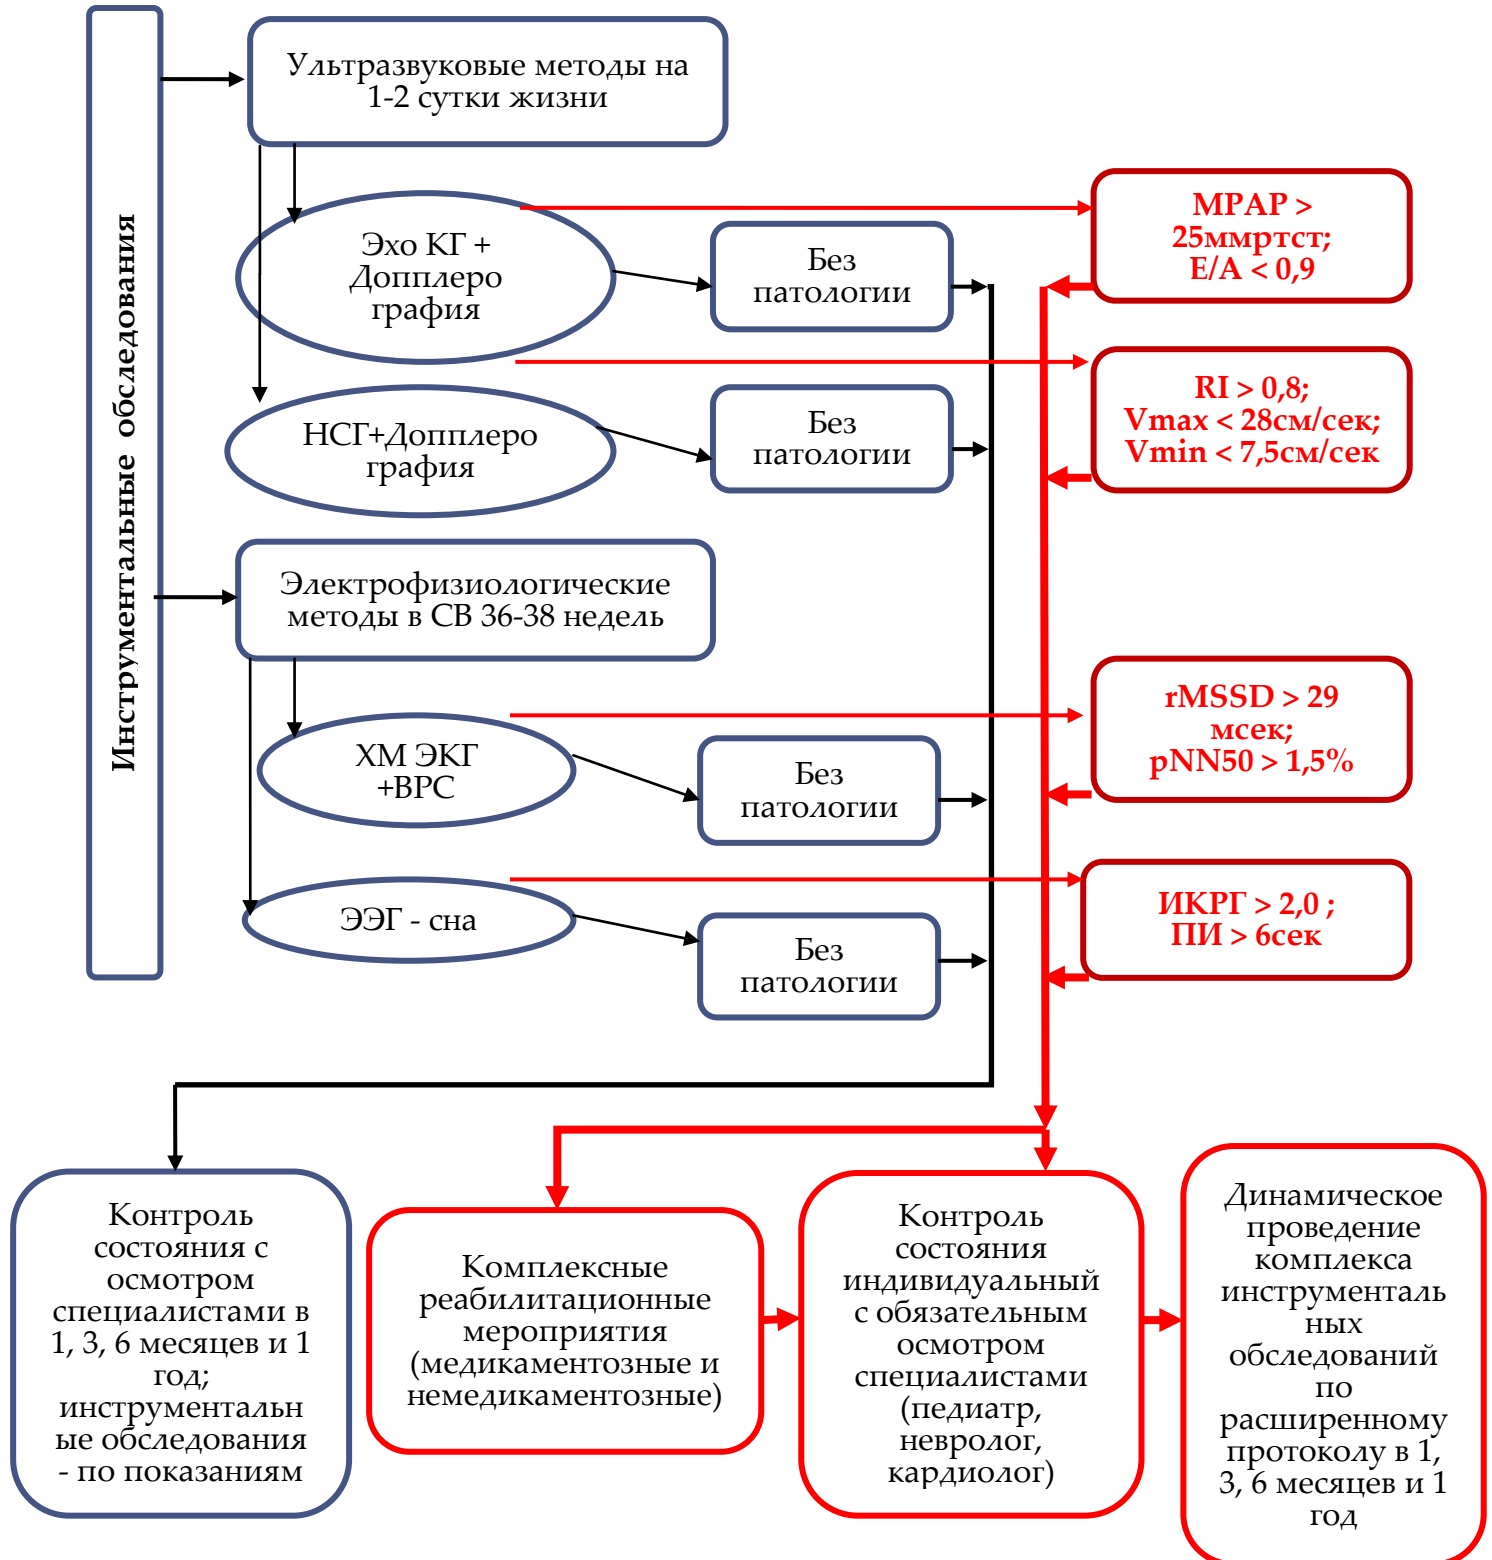 Инструментальные обследования
Ультразвуковые методы на
1-2 сутки жизни
Эхо КГ +
Допплеро
графия
Без
патологии
МРАР >
25ммртст;
Е/А < 0,9
НСГ+Допплеро
графия
Без
патологии
RI > 0,8;
Vmax < 28см/сек;
Vmin < 7,5см/сек
Электрофизиологические
методы в СВ 36-38 недель
ХМ ЭКГ
+ВРС
Без
патологии
rMSSD > 29
мсек;
pNN50 > 1,5%
ЭЭГ - сна
Без
патологии
ИКРГ > 2,0 ;
ПИ > 6сек
Контроль
состояния с
осмотром
специалистами в
1, 3, 6 месяцев и 1
год;
инструментальн
ые обследования
- по показаниям
Комплексные
реабилитационные
мероприятия
(медикаментозные и
немедикаментозные)
Контроль
состояния
индивидуальный
с обязательным
осмотром
специалистами
(педиатр,
невролог,
кардиолог)
Динамическое
проведение
комплекса
инструменталь
ных
обследований
по
расширенному
протоколу в 1,
3, 6 месяцев и 1
год